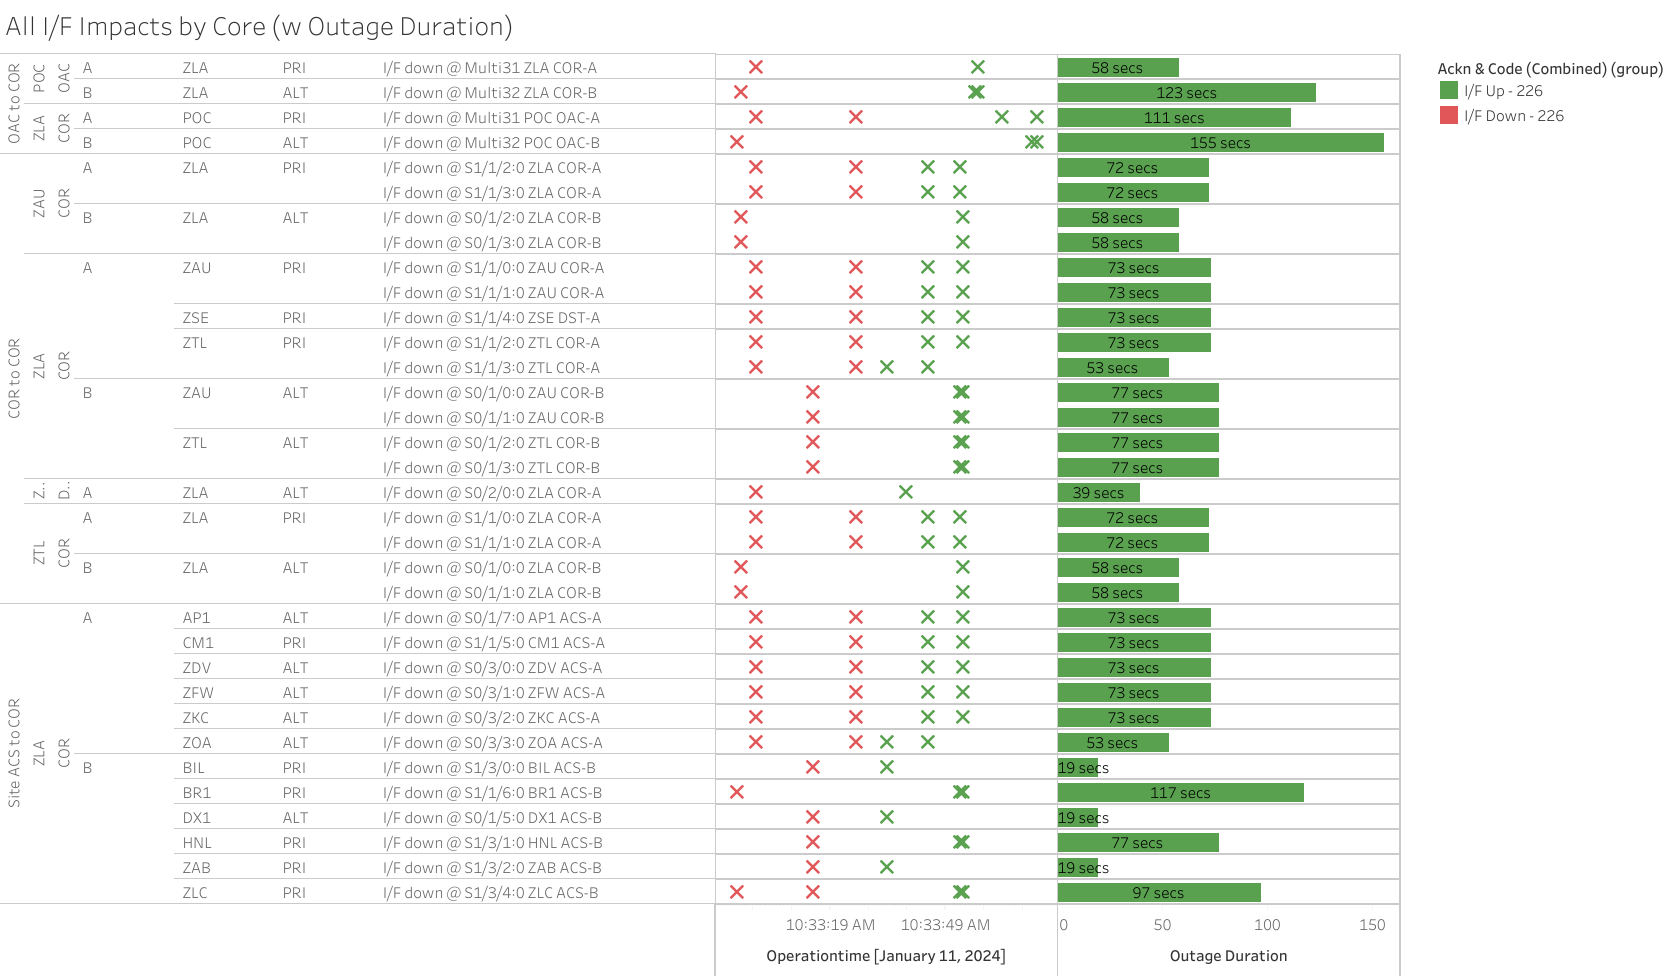 All I/F Impacts by Core (w Outage Duration)
OAC to COR POC OAC A ZLA PRI I/F down @ Multi31 ZLA COR-A 58 secs
B ZLA ALT I/F down @ Multi32 ZLA COR-B 123 secs
ZLA COR A POC PRI I/F down @ Multi31 POC OAC-A 111 secs
B POC ALT I/F down @ Multi32 POC OAC-B 155 secs
COR to COR ZAU COR A ZLA PRI I/F down @ S1/1/2:0 ZLA COR-A 72 secs
I/F down @ S1/1/3:0 ZLA COR-A 72 secs
B ZLA ALT I/F down @ S0/1/2:0 ZLA COR-B 58 secs
I/F down @ S0/1/3:0 ZLA COR-B 58 secs
ZLA COR A ZAU PRI I/F down @ S1/1/0:0 ZAU COR-A 73 secs
I/F down @ S1/1/1:0 ZAU COR-A 73 secs
ZSE PRI I/F down @ S1/1/4:0 ZSE DST-A 73 secs
ZTL PRI I/F down @ S1/1/2:0 ZTL COR-A 73 secs
I/F down @ S1/1/3:0 ZTL COR-A 53 secs
B ZAU ALT I/F down @ S0/1/0:0 ZAU COR-B 77 secs
I/F down @ S0/1/1:0 ZAU COR-B 77 secs
ZTL ALT I/F down @ S0/1/2:0 ZTL COR-B 77 secs
I/F down @ S0/1/3:0 ZTL COR-B 77 secs
Z.. D.. A ZLA ALT I/F down @ S0/2/0:0 ZLA COR-A 39 secs
ZTL COR A ZLA PRI I/F down @ S1/1/0:0 ZLA COR-A 72 secs
I/F down @ S1/1/1:0 ZLA COR-A 72 secs
B ZLA ALT I/F down @ S0/1/0:0 ZLA COR-B 58 secs
I/F down @ S0/1/1:0 ZLA COR-B 58 secs
Site ACS to COR ZLA COR A AP1 ALT I/F down @ S0/1/7:0 AP1 ACS-A 73 secs
CM1 PRI I/F down @ S1/1/5:0 CM1 ACS-A 73 secs
ZDV ALT I/F down @ S0/3/0:0 ZDV ACS-A 73 secs
ZFW ALT I/F down @ S0/3/1:0 ZFW ACS-A 73 secs
ZKC ALT I/F down @ S0/3/2:0 ZKC ACS-A 73 secs
ZOA ALT I/F down @ S0/3/3:0 ZOA ACS-A 53 secs
B BIL PRI I/F down @ S1/3/0:0 BIL ACS-B 19 secs
BR1 PRI I/F down @ S1/1/6:0 BR1 ACS-B 117 secs
DX1 ALT I/F down @ S0/1/5:0 DX1 ACS-B 19 secs
HNL PRI I/F down @ S1/3/1:0 HNL ACS-B 77 secs
ZAB PRI I/F down @ S1/3/2:0 ZAB ACS-B 19 secs
ZLC PRI I/F down @ S1/3/4:0 ZLC ACS-B 97 secs
10:33:19 AM 10:33:49 AM 0 50 100 150
Operationtime [January 11, 2024] Outage Duration
Ackn & Code (Combined) (group)
I/F Up - 226
I/F Down - 226